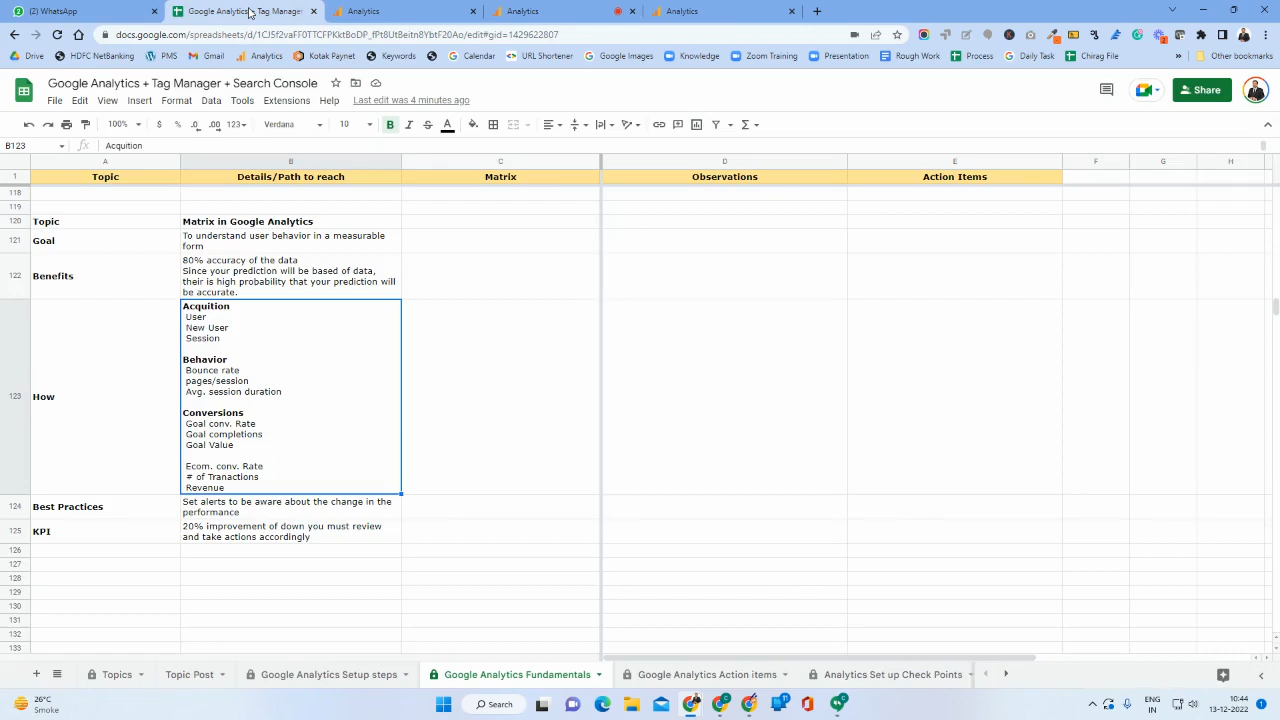 (2) WhatsApp
Google Analytics + Tag Manager
Analytics
Analytics
Analytics
docs.google.com/spreadsheets/d/1CJ5f2vaFF0TTCFPKktBoDP_fPt8UtBeitn8YbtF20Ao/edit#gid=1429622807
Drive
HDFC NetBanking
PMS
Gmail
Analytics
Kotak Payphi
Keywords
Google
Calendar
URL Shortener
Google Images
Knowledge
Zoom Training
Presentation
Rough Work
Process
Daily Task
Chirag File
»
Other bookmarks
Google Analytics + Tag Manager + Search Console
File Edit View Insert Format Data Tools Extensions Help Last edit was 4 minutes ago
Share
100% $ % .0 .00 123 Verdana 10 B I S A
B123
fx
Acquition
A B C D E F G H
1 Topic Details/Path to reach Matrix Observations Action Items
118
119
120 Topic Matrix in Google Analytics
121 Goal To understand user behavior in a measurable
form
122 Benefits 80% accuracy of the data
Since your prediction will be based of data,
their is high probability that your prediction will
be accurate.
123 How Acquition
User
New User
Session
Behavior
Bounce rate
pages/session
Avg. session duration
Conversions
Goal conv. Rate
Goal completions
Goal Value
Ecom. conv. Rate
# of Tranactions
Revenue
124 Best Practices Set alerts to be aware about the change in the
performance
125 KPI 20% improvement of down you must review
and take actions accordingly
126
127
128
129
130
131
132
133
Topics
Topic Post
Google Analytics Setup steps
Google Analytics Fundamentals
Google Analytics Action items
Analytics Set up Check Points
26°C
Smoke
Search
ENG
IN
10:44
13-12-2022